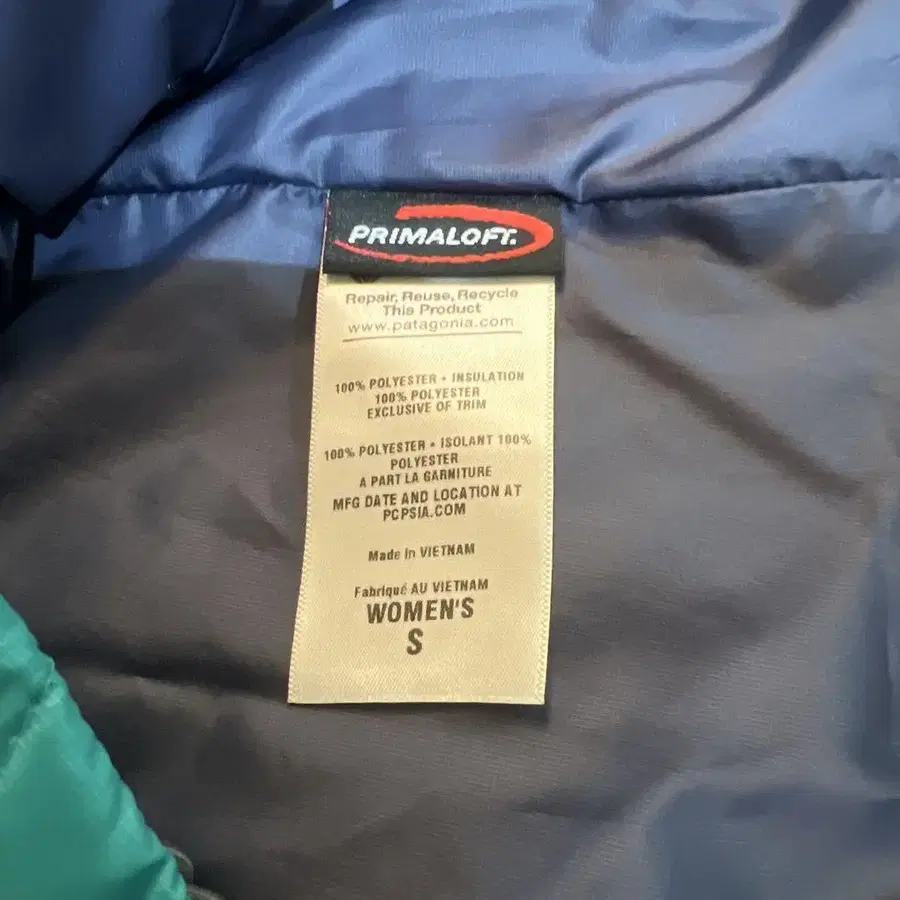 PRIMALOFT.
Repair, Reuse, Recycle
This Product
www.patagonia.com
100% POLYESTER • INSULATION
100% POLYESTER
EXCLUSIVE OF TRIM
100% POLYESTER • ISOLANT 100%
POLYESTER
A PART LA GARNITURE
MFG DATE AND LOCATION AT
PCPSIA.COM
Made in VIETNAM
Fabriqué AU VIETNAM
WOMEN'S
S